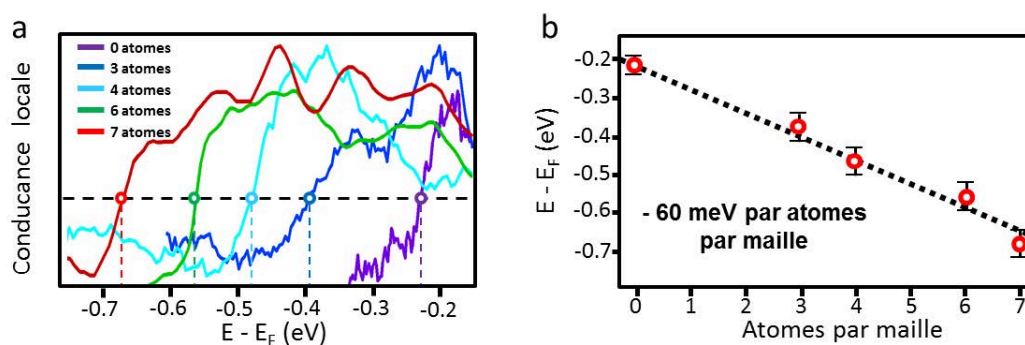 a
0 atomes
3 atomes
4 atomes
6 atomes
7 atomes
Conductance locale
-0.7
-0.6
-0.5
-0.4
-0.3
-0.2
E - EF (eV)
b
-0.2
-0.3
-0.4
-0.5
-0.6
-0.7
E - EF (eV)
- 60 meV par atomes
par maille
0
1
2
3
4
5
6
7
Atomes par maille